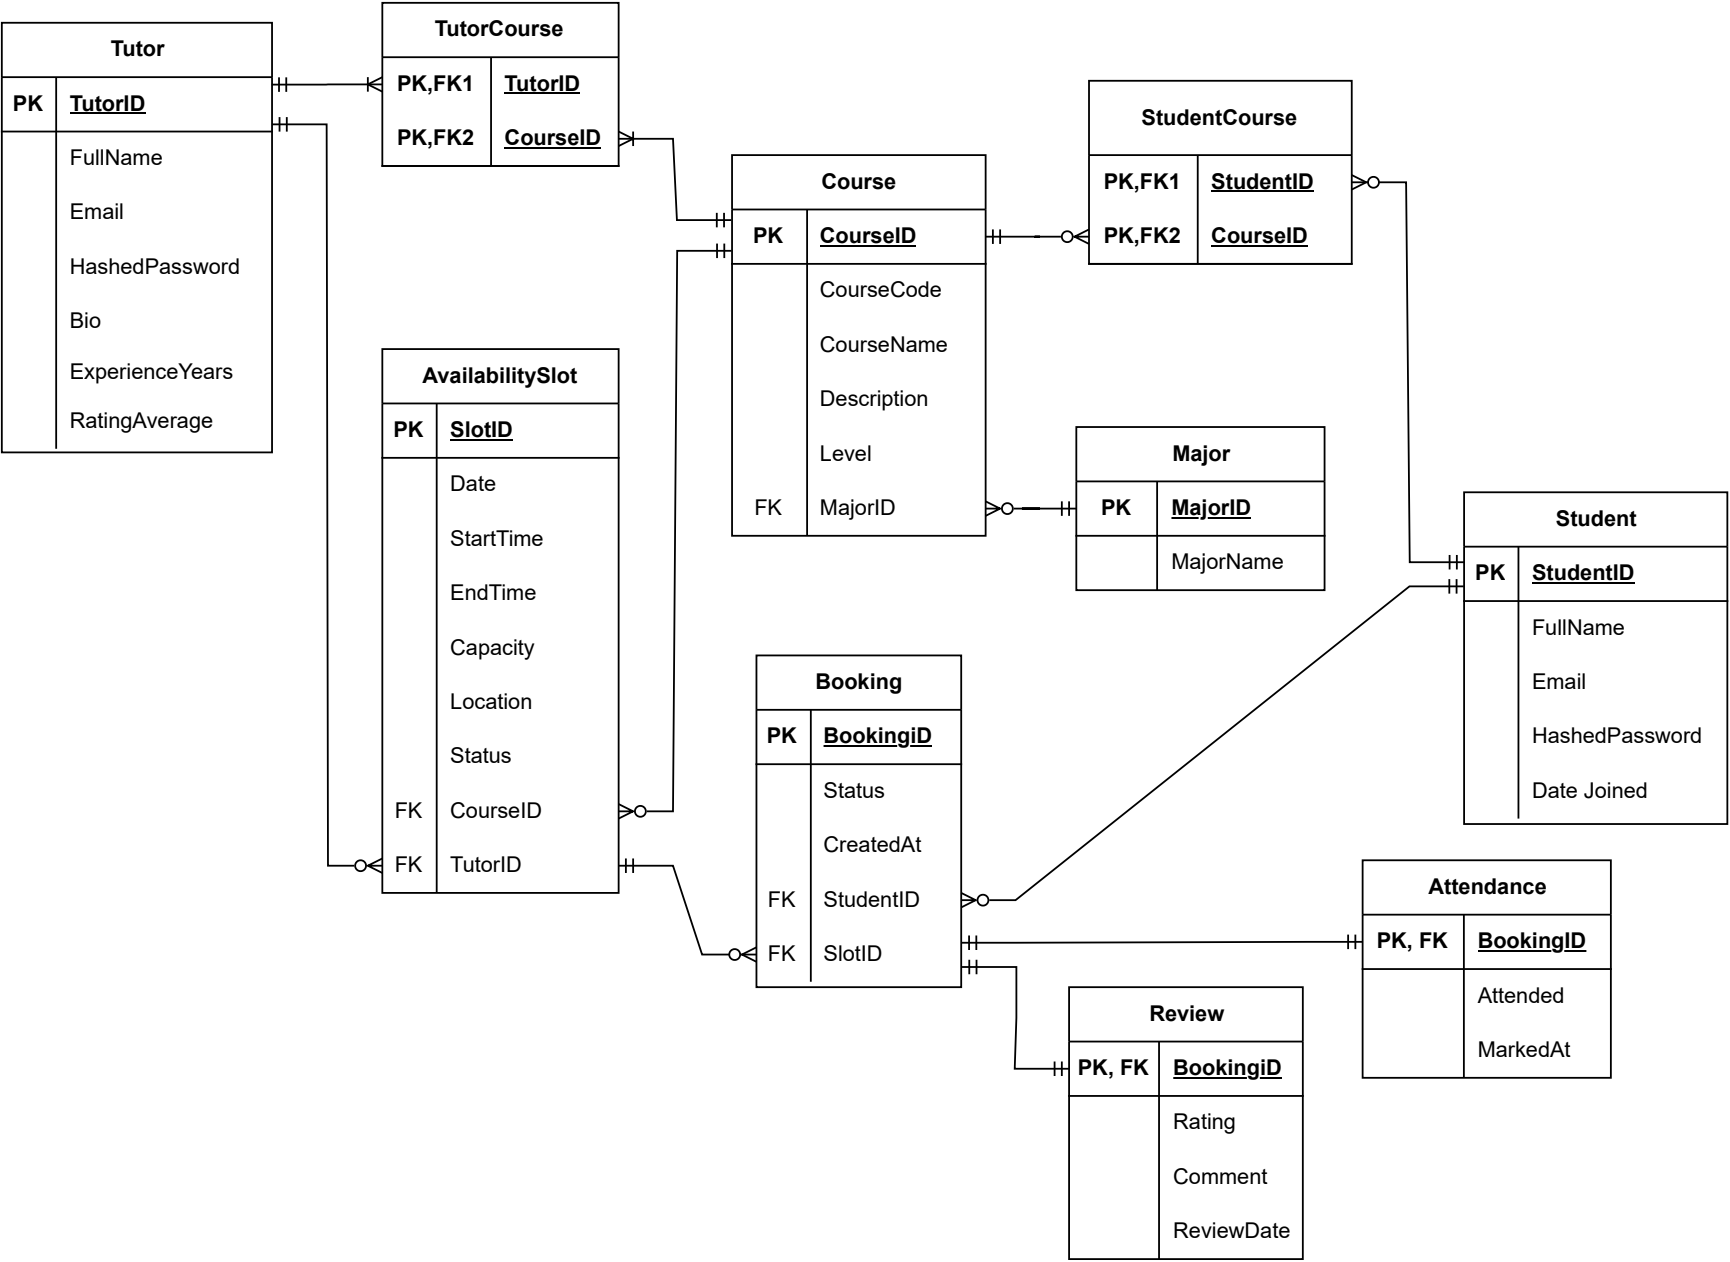 Tutor
PK TutorID
FullName
Email
HashedPassword
Bio
ExperienceYears
RatingAverage
TutorCourse
PK,FK1 TutorID
PK,FK2 CourseID
AvailabilitySlot
PK SlotID
Date
StartTime
EndTime
Capacity
Location
Status
FK CourseID
FK TutorID
Course
PK CourseID
CourseCode
CourseName
Description
Level
FK MajorID
StudentCourse
PK,FK1 StudentID
PK,FK2 CourseID
Major
PK MajorID
MajorName
Booking
PK BookingiD
Status
CreatedAt
FK StudentID
FK SlotID
Student
PK StudentID
FullName
Email
HashedPassword
Date Joined
Attendance
PK, FK BookingID
Attended
MarkedAt
Review
PK, FK BookingiD
Rating
Comment
ReviewDate